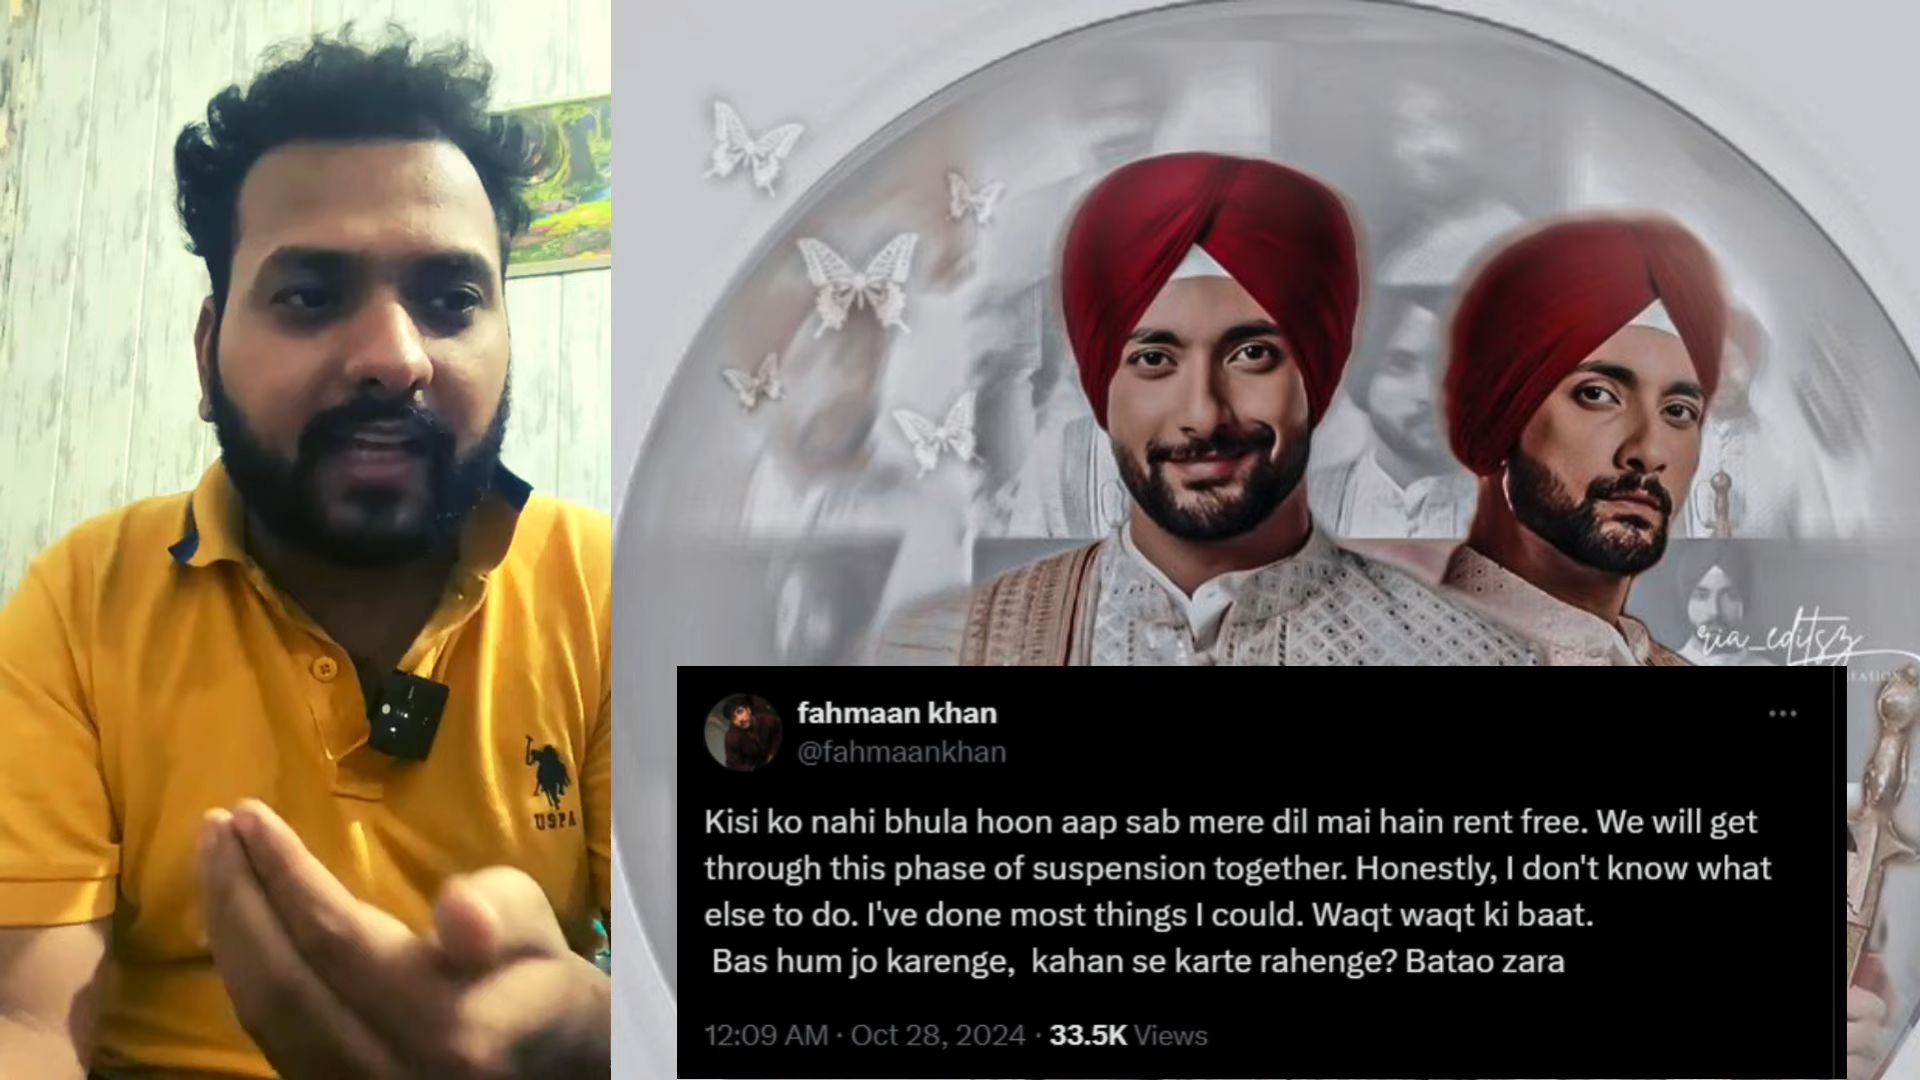 USPA
ria_editsz
fahmaan khan
@fahmaankhan
Kisi ko nahi bhula hoon aap sab mere dil mai hain rent free. We will get
through this phase of suspension together. Honestly, I don't know what
else to do. I've done most things I could. Waqt waqt ki baat.
Bas hum jo karenge,  kahan se karte rahenge? Batao zara
12:09 AM · Oct 28, 2024 · 33.5K Views